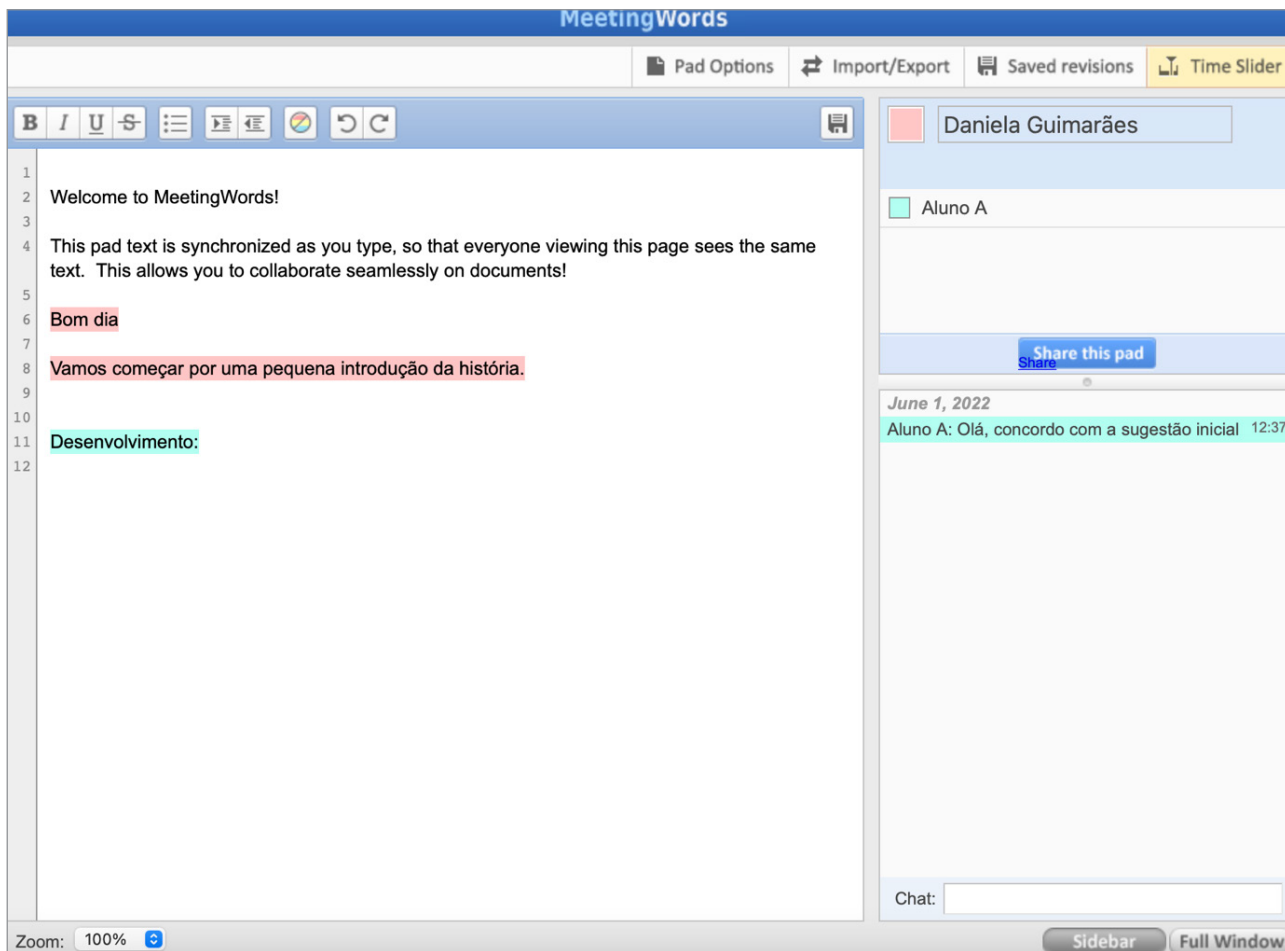 MeetingWords
Pad Options
Import/Export
Saved revisions
Time Slider
B I U S
Daniela Guimarães
Aluno A
1
2 Welcome to MeetingWords!
3
4 This pad text is synchronized as you type, so that everyone viewing this page sees the same
text.  This allows you to collaborate seamlessly on documents!
5
6 Bom dia
7
8 Vamos começar por uma pequena introdução da história.
9
10
11 Desenvolvimento:
12
Share this pad
Share
June 1, 2022
Aluno A: Olá, concordo com a sugestão inicial 12:37
Chat:
Zoom: 100%
Sidebar
Full Window